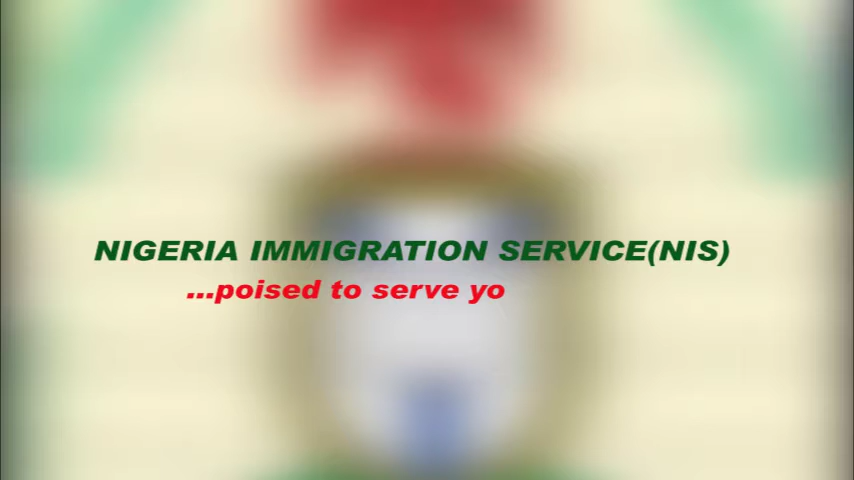 NIGERIA IMMIGRATION SERVICE(NIS)
...poised to serve yo